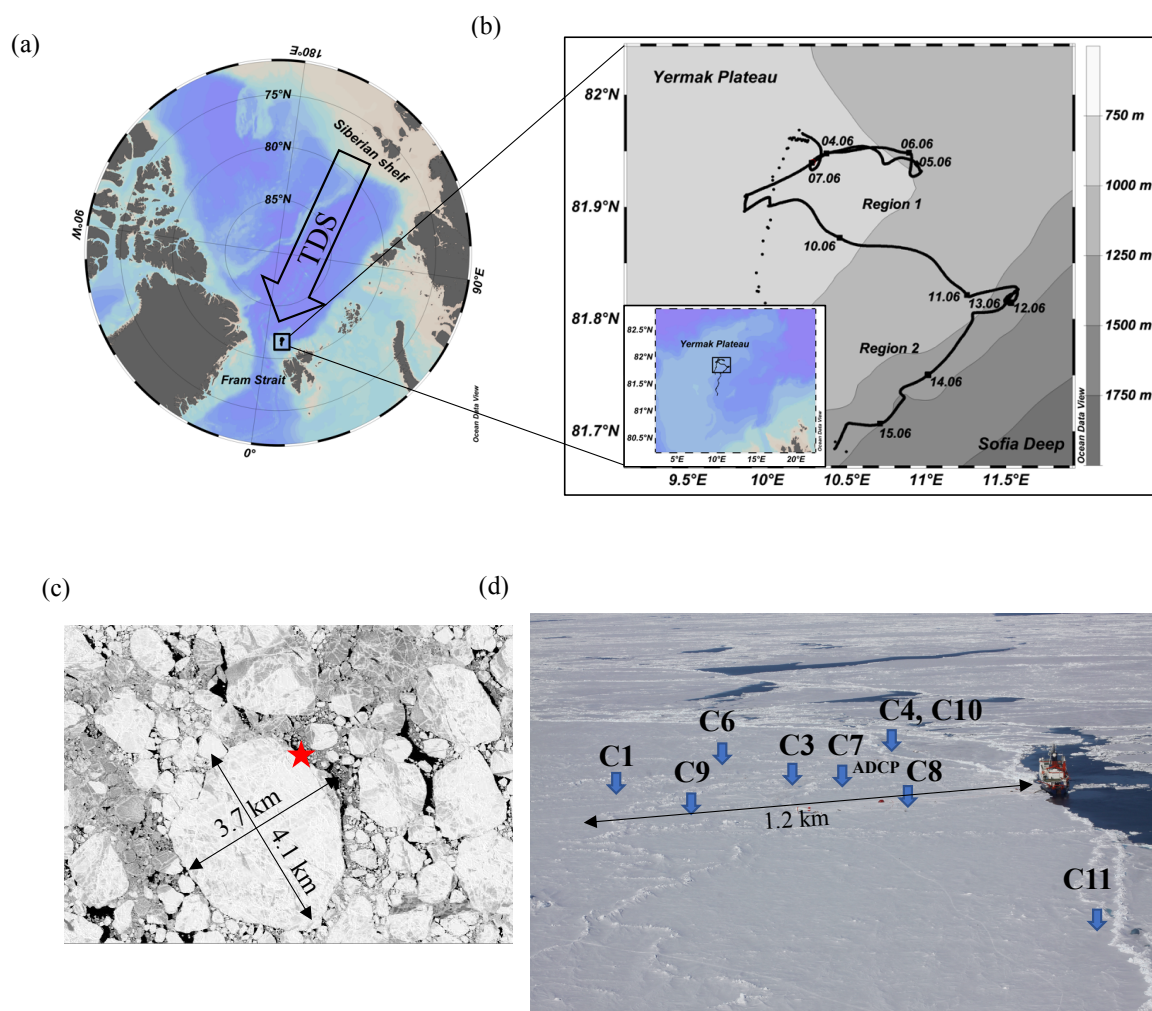 (a)
180°E
75°N
80°N
85°N
Siberian shelf
TDS
90°W
90°E
Fram Strait
0°
Ocean Data View
(b)
Yermak Plateau
82°N
81.9°N
81.8°N
81.7°N
04.06
06.06
05.06
07.06
Region 1
10.06
11.06
13.06
12.06
Region 2
14.06
15.06
Sofia Deep
9.5°E
10°E
10.5°E
11°E
11.5°E
750 m
1000 m
1250 m
1500 m
1750 m
Ocean Data View
Yermak Plateau
82.5°N
82°N
81.5°N
81°N
80.5°N
5°E
10°E
15°E
20°E
Ocean Data View
(c)
3.7 km
4.1 km
(d)
C4, C10
C6
C1
C3
C7
ADCP
C9
C8
1.2 km
C11